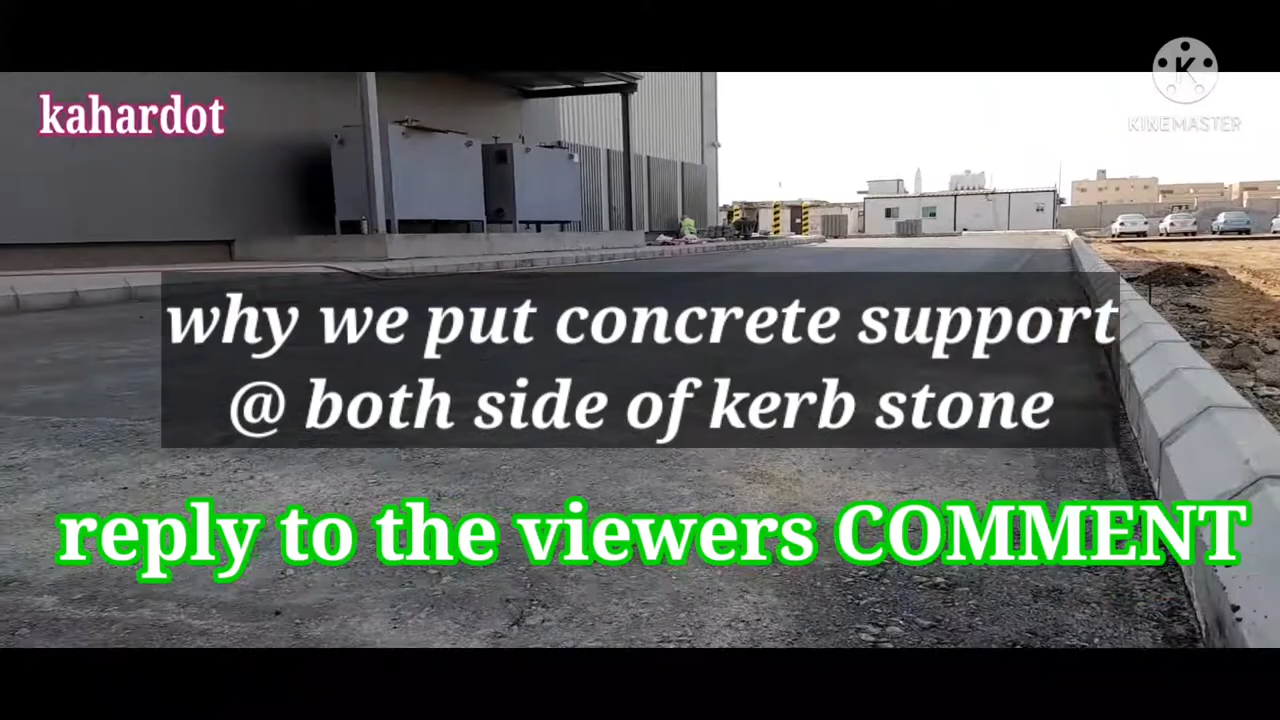 kahardot
KINEMASTER
why we put concrete support
@ both side of kerb stone
reply to the viewers COMMENT